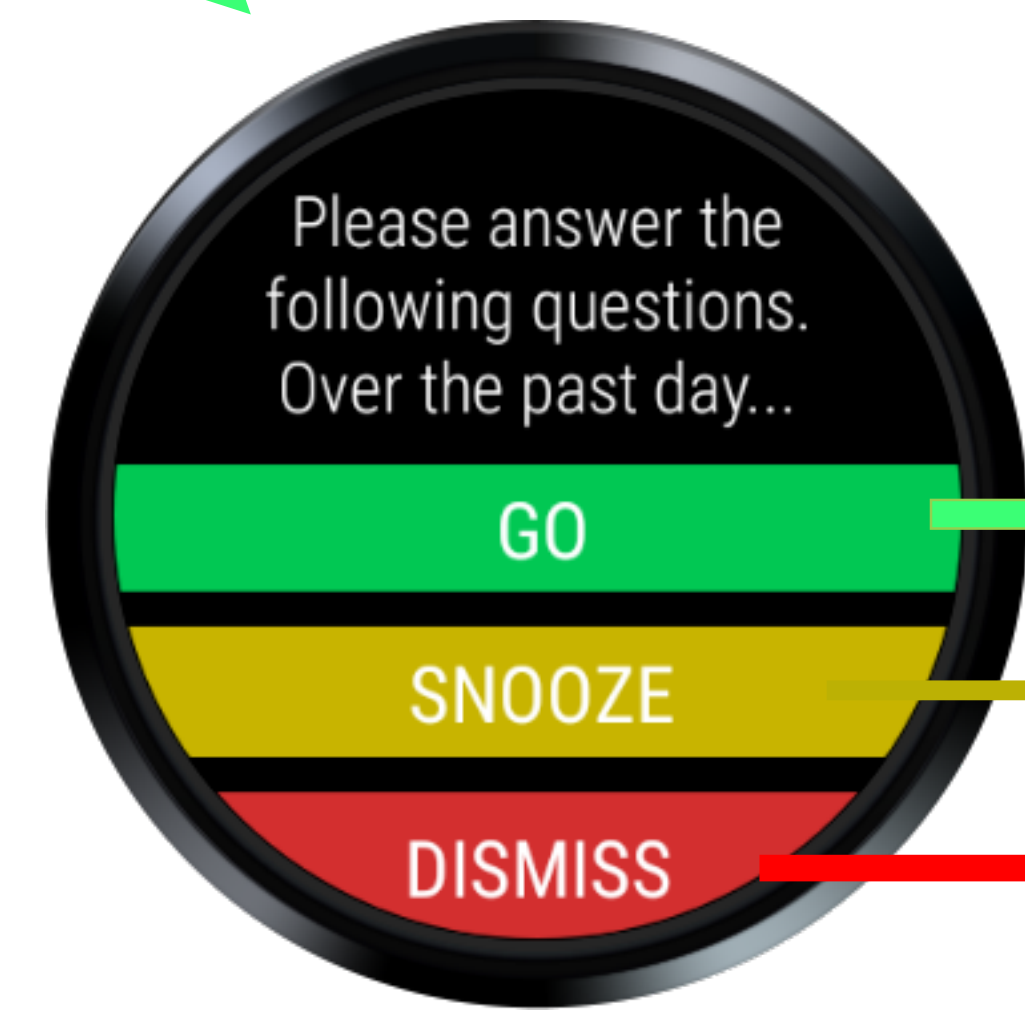 Please answer the
following questions.
Over the past day...
GO
SNOOZE
DISMISS